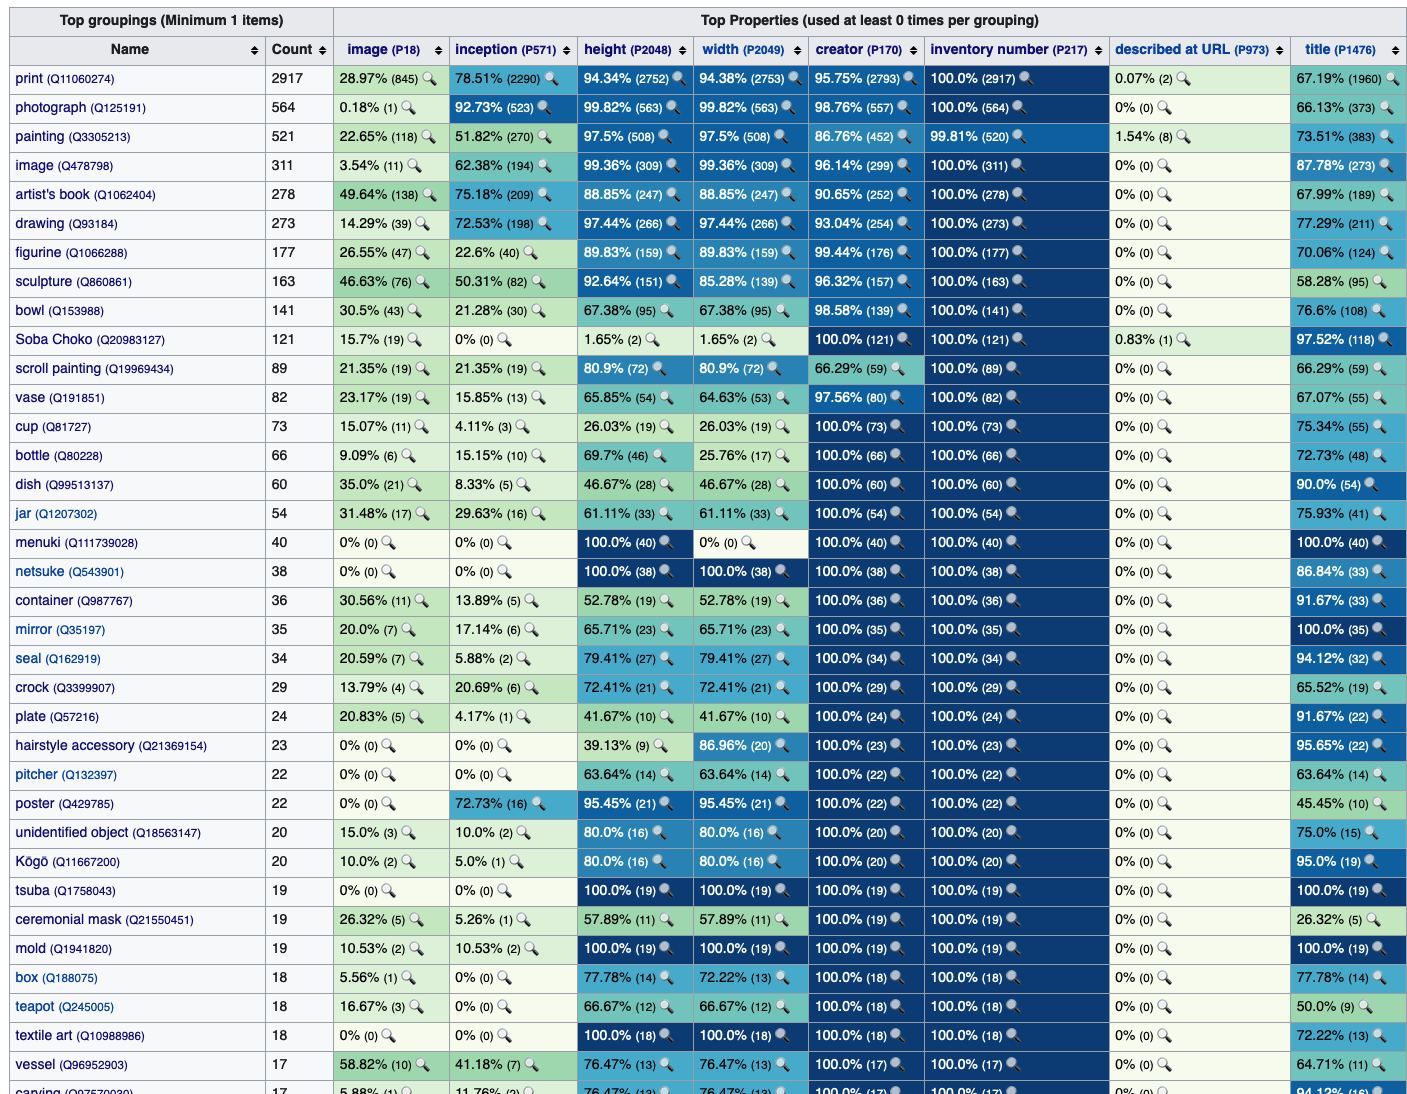 Top groupings (Minimum 1 items) Top Properties (used at least 0 times per grouping)
Name Count image (P18) inception (P571) height (P2048) width (P2049) creator (P170) inventory number (P217) described at URL (P973) title (P1476)
print (Q11060274) 2917 28.97% (845) 78.51% (2290) 94.34% (2752) 94.38% (2753) 95.75% (2793) 100.0% (2917) 0.07% (2) 67.19% (1960)
photograph (Q125191) 564 0.18% (1) 92.73% (523) 99.82% (563) 99.82% (563) 98.76% (557) 100.0% (564) 0% (0) 66.13% (373)
painting (Q3305213) 521 22.65% (118) 51.82% (270) 97.5% (508) 97.5% (508) 86.76% (452) 99.81% (520) 1.54% (8) 73.51% (383)
image (Q478798) 311 3.54% (11) 62.38% (194) 99.36% (309) 99.36% (309) 96.14% (299) 100.0% (311) 0% (0) 87.78% (273)
artist's book (Q1062404) 278 49.64% (138) 75.18% (209) 88.85% (247) 88.85% (247) 90.65% (252) 100.0% (278) 0% (0) 67.99% (189)
drawing (Q93184) 273 14.29% (39) 72.53% (198) 97.44% (266) 97.44% (266) 93.04% (254) 100.0% (273) 0% (0) 77.29% (211)
figurine (Q1066288) 177 26.55% (47) 22.6% (40) 89.83% (159) 89.83% (159) 99.44% (176) 100.0% (177) 0% (0) 70.06% (124)
sculpture (Q860861) 163 46.63% (76) 50.31% (82) 92.64% (151) 85.28% (139) 96.32% (157) 100.0% (163) 0% (0) 58.28% (95)
bowl (Q153988) 141 30.5% (43) 21.28% (30) 67.38% (95) 67.38% (95) 98.58% (139) 100.0% (141) 0% (0) 76.6% (108)
Soba Choko (Q20983127) 121 15.7% (19) 0% (0) 1.65% (2) 1.65% (2) 100.0% (121) 100.0% (121) 0.83% (1) 97.52% (118)
scroll painting (Q19969434) 89 21.35% (19) 21.35% (19) 80.9% (72) 80.9% (72) 66.29% (59) 100.0% (89) 0% (0) 66.29% (59)
vase (Q191851) 82 23.17% (19) 15.85% (13) 65.85% (54) 64.63% (53) 97.56% (80) 100.0% (82) 0% (0) 67.07% (55)
cup (Q81727) 73 15.07% (11) 4.11% (3) 26.03% (19) 26.03% (19) 100.0% (73) 100.0% (73) 0% (0) 75.34% (55)
bottle (Q80228) 66 9.09% (6) 15.15% (10) 69.7% (46) 25.76% (17) 100.0% (66) 100.0% (66) 0% (0) 72.73% (48)
dish (Q99513137) 60 35.0% (21) 8.33% (5) 46.67% (28) 46.67% (28) 100.0% (60) 100.0% (60) 0% (0) 90.0% (54)
jar (Q1207302) 54 31.48% (17) 29.63% (16) 61.11% (33) 61.11% (33) 100.0% (54) 100.0% (54) 0% (0) 75.93% (41)
menuki (Q111739028) 40 0% (0) 0% (0) 100.0% (40) 0% (0) 100.0% (40) 100.0% (40) 0% (0) 100.0% (40)
netsuke (Q543901) 38 0% (0) 0% (0) 100.0% (38) 100.0% (38) 100.0% (38) 100.0% (38) 0% (0) 86.84% (33)
container (Q987767) 36 30.56% (11) 13.89% (5) 52.78% (19) 52.78% (19) 100.0% (36) 100.0% (36) 0% (0) 91.67% (33)
mirror (Q35197) 35 20.0% (7) 17.14% (6) 65.71% (23) 65.71% (23) 100.0% (35) 100.0% (35) 0% (0) 100.0% (35)
seal (Q162919) 34 20.59% (7) 5.88% (2) 79.41% (27) 79.41% (27) 100.0% (34) 100.0% (34) 0% (0) 94.12% (32)
crock (Q3399907) 29 13.79% (4) 20.69% (6) 72.41% (21) 72.41% (21) 100.0% (29) 100.0% (29) 0% (0) 65.52% (19)
plate (Q57216) 24 20.83% (5) 4.17% (1) 41.67% (10) 41.67% (10) 100.0% (24) 100.0% (24) 0% (0) 91.67% (22)
hairstyle accessory (Q21369154) 23 0% (0) 0% (0) 39.13% (9) 86.96% (20) 100.0% (23) 100.0% (23) 0% (0) 95.65% (22)
pitcher (Q132397) 22 0% (0) 0% (0) 63.64% (14) 63.64% (14) 100.0% (22) 100.0% (22) 0% (0) 63.64% (14)
poster (Q429785) 22 0% (0) 72.73% (16) 95.45% (21) 95.45% (21) 100.0% (22) 100.0% (22) 0% (0) 45.45% (10)
unidentified object (Q18563147) 20 15.0% (3) 10.0% (2) 80.0% (16) 80.0% (16) 100.0% (20) 100.0% (20) 0% (0) 75.0% (15)
Kōgō (Q11667200) 20 10.0% (2) 5.0% (1) 80.0% (16) 80.0% (16) 100.0% (20) 100.0% (20) 0% (0) 95.0% (19)
tsuba (Q1758043) 19 0% (0) 0% (0) 100.0% (19) 100.0% (19) 100.0% (19) 100.0% (19) 0% (0) 100.0% (19)
ceremonial mask (Q21550451) 19 26.32% (5) 5.26% (1) 57.89% (11) 57.89% (11) 100.0% (19) 100.0% (19) 0% (0) 26.32% (5)
mold (Q1941820) 19 10.53% (2) 10.53% (2) 100.0% (19) 100.0% (19) 100.0% (19) 100.0% (19) 0% (0) 100.0% (19)
box (Q188075) 18 5.56% (1) 0% (0) 77.78% (14) 72.22% (13) 100.0% (18) 100.0% (18) 0% (0) 77.78% (14)
teapot (Q245005) 18 16.67% (3) 0% (0) 66.67% (12) 66.67% (12) 100.0% (18) 100.0% (18) 0% (0) 50.0% (9)
textile art (Q10988986) 18 0% (0) 0% (0) 100.0% (18) 100.0% (18) 100.0% (18) 100.0% (18) 0% (0) 72.22% (13)
vessel (Q96952903) 17 58.82% (10) 41.18% (7) 76.47% (13) 76.47% (13) 100.0% (17) 100.0% (17) 0% (0) 64.71% (11)
carving (Q97570030) 17 5.88% (1) 11.76% (2) 76.47% (13) 76.47% (13) 100.0% (17) 100.0% (17) 0% (0) 94.12% (16)